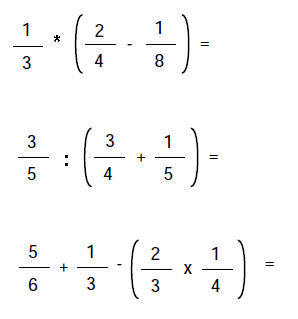 1/3 * (2/4 - 1/8) =
3/5 : (3/4 + 1/5) =
5/6 + 1/3 - (2/3 x 1/4) =